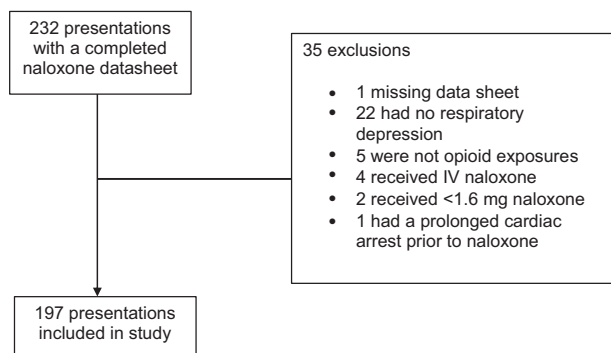 232 presentations
with a completed
naloxone datasheet
35 exclusions
• 1 missing data sheet
• 22 had no respiratory
depression
• 5 were not opioid exposures
• 4 received IV naloxone
• 2 received <1.6 mg naloxone
• 1 had a prolonged cardiac
arrest prior to naloxone
197 presentations
included in study